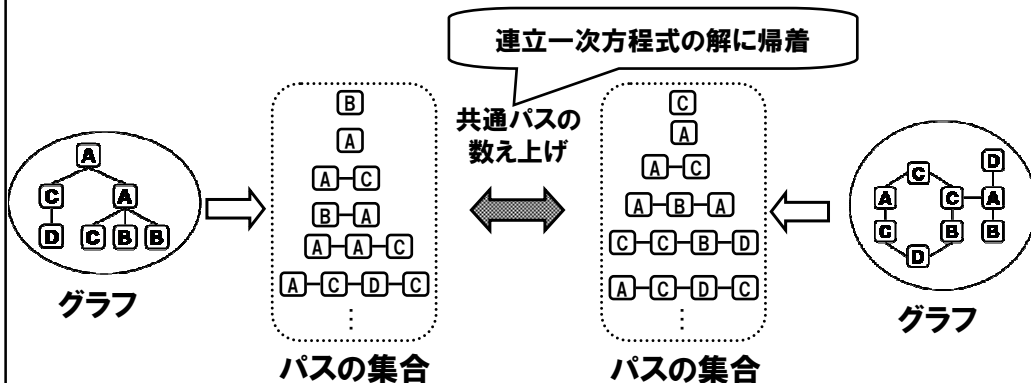 連立一次方程式の解に帰着
共通パスの
数え上げ
A
C A
D C B B
グラフ
B
A
A-C
B-A
A-A-C
A-C-D-C
⋮
パスの集合
C
A
A-C
A-B-A
C-C-B-D
A-C-D-C
⋮
パスの集合
D
C
A C-A
C B B
D
グラフ